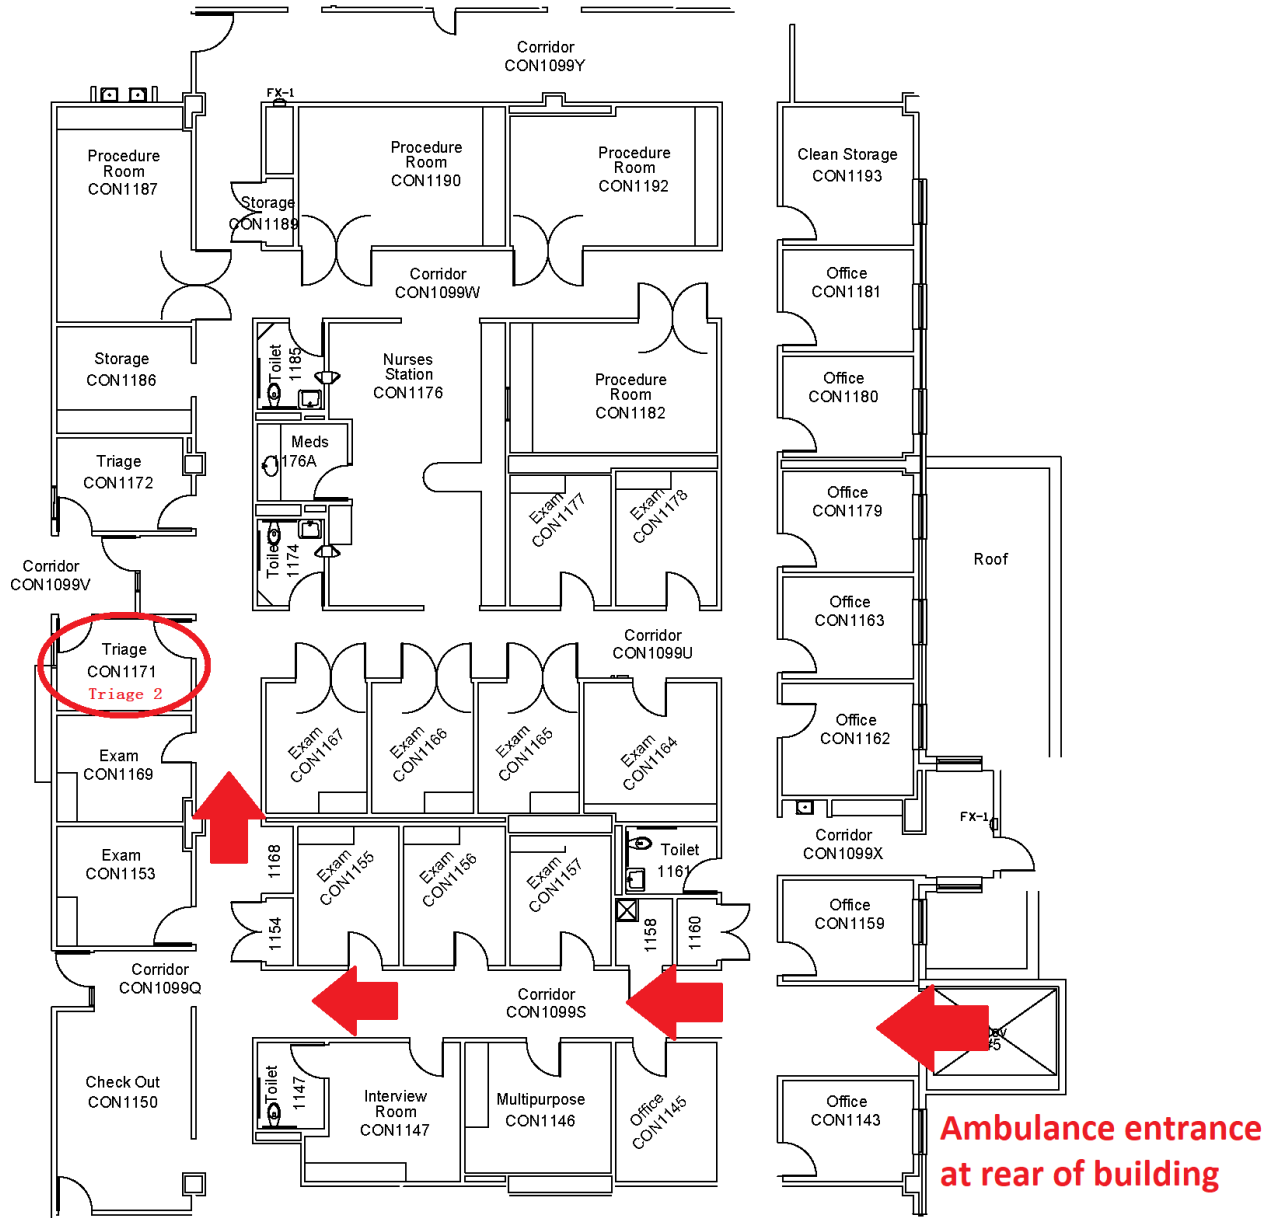 Corridor
CON1099Y
FX-1
Procedure
Room
CON1187
Procedure
Room
CON1190
Procedure
Room
CON1192
Clean Storage
CON1193
Storage
CON1189
Corridor
CON1099W
Office
CON1181
Storage
CON1186
Toilet
1185
Nurses
Station
CON1176
Procedure
Room
CON1182
Office
CON1180
Triage
CON1172
Meds
1176A
Exam
CON1177
Exam
CON1178
Office
CON1179
Toilet
1174
Corridor
CON1099V
Roof
Triage
CON1171
Triage 2
Corridor
CON1099U
Office
CON1163
Exam
CON1169
Exam
CON1167
Exam
CON1166
Exam
CON1165
Exam
CON1164
Office
CON1162
FX-1
Exam
CON1153
1168
Exam
CON1155
Exam
CON1156
Exam
CON1157
Toilet
1161
Corridor
CON1099X
1154
1158
1160
Office
CON1159
Corridor
CON1099Q
Corridor
CON1099S
#5
Check Out
CON1150
Toilet
1147
Interview
Room
CON1147
Multipurpose
CON1146
Office
CON1145
Office
CON1143
Ambulance entrance
at rear of building